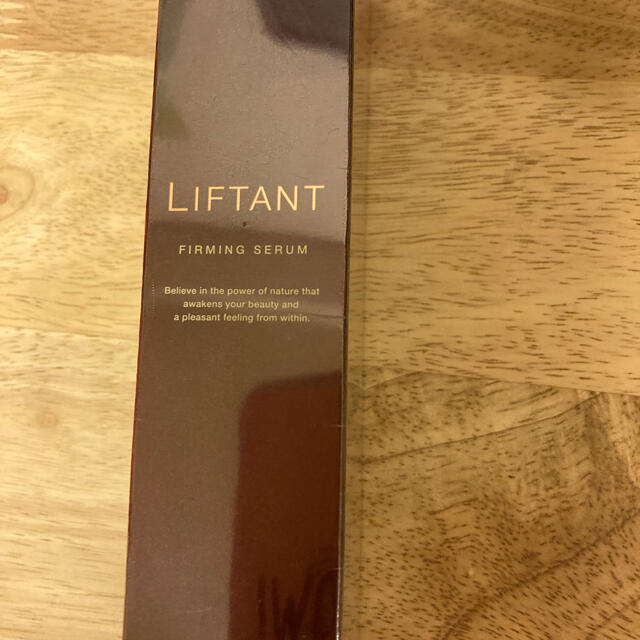 LIFTANT
FIRMING SERUM
Believe in the power of nature that
awakens your beauty and
a pleasant feeling from within.